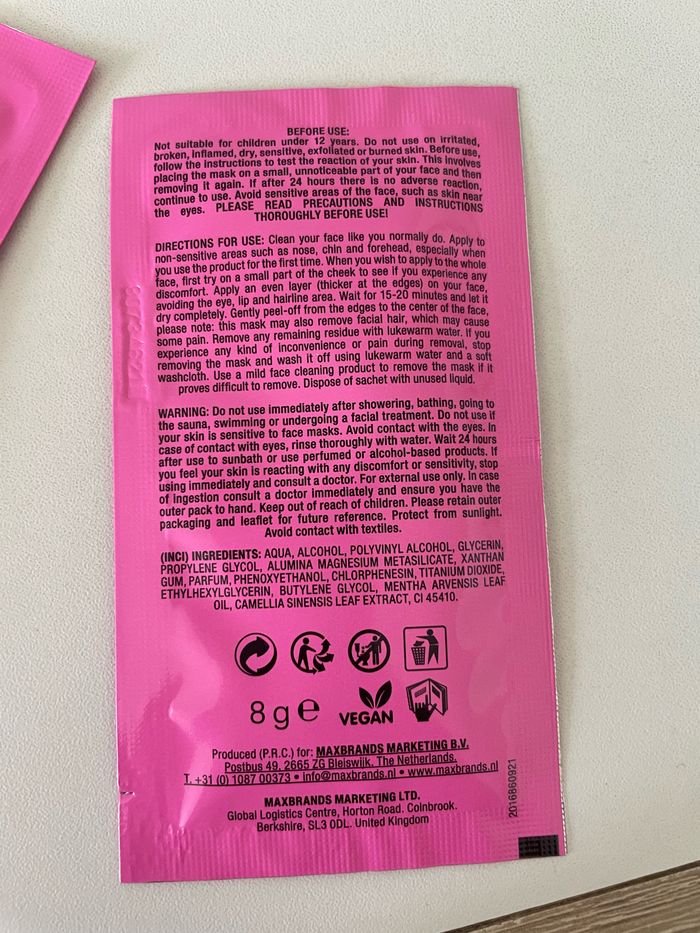 BEFORE USE:
Not suitable for children under 12 years. Do not use on irritated,
broken, inflamed, dry, sensitive, exfoliated or burned skin. Before use,
follow the instructions to test the reaction of your skin. This involves
placing the mask on a small, unnoticeable part of your face and then
removing it again. If after 24 hours there is no adverse reaction,
continue to use. Avoid sensitive areas of the face, such as skin near
the eyes. PLEASE READ PRECAUTIONS AND INSTRUCTIONS
THOROUGHLY BEFORE USE!
DIRECTIONS FOR USE: Clean your face like you normally do. Apply to
non-sensitive areas such as nose, chin and forehead, especially when
you use the product for the first time. When you wish to apply to the whole
face, first try on a small part of the cheek to see if you experience any
discomfort. Apply an even layer (thicker at the edges) on your face,
avoiding the eye, lip and hairline area. Wait for 15-20 minutes and let it
dry completely. Gently peel-off from the edges to the center of the face,
please note: this mask may also remove facial hair, which may cause
some pain. Remove any remaining residue with lukewarm water. If you
experience any kind of inconvenience or pain during removal, stop
removing the mask and wash it off using lukewarm water and a soft
washcloth. Use a mild face cleaning product to remove the mask if it
proves difficult to remove. Dispose of sachet with unused liquid.
WARNING: Do not use immediately after showering, bathing, going to
the sauna, swimming or undergoing a facial treatment. Do not use if
your skin is sensitive to face masks. Avoid contact with the eyes. In
case of contact with eyes, rinse thoroughly with water. Wait 24 hours
after use to sunbath or use perfumed or alcohol-based products. If
you feel your skin is reacting with any discomfort or sensitivity, stop
using immediately and consult a doctor. For external use only. In case
of ingestion consult a doctor immediately and ensure you have the
outer pack to hand. Keep out of reach of children. Please retain outer
packaging and leaflet for future reference. Protect from sunlight.
Avoid contact with textiles.
(INCI) INGREDIENTS: AQUA, ALCOHOL, POLYVINYL ALCOHOL, GLYCERIN,
PROPYLENE GLYCOL, ALUMINA MAGNESIUM METASILICATE, XANTHAN
GUM, PARFUM, PHENOXYETHANOL, CHLORPHENESIN, TITANIUM DIOXIDE,
ETHYLHEXYLGLYCERIN, BUTYLENE GLYCOL, MENTHA ARVENSIS LEAF
OIL, CAMELLIA SINENSIS LEAF EXTRACT, CI 45410.
8 g e
VEGAN
Produced (P.R.C.) for: MAXBRANDS MARKETING B.V.
Postbus 49, 2665 ZG Bleiswijk, The Netherlands.
T. +31 (0) 1087 00373 • info@maxbrands.nl • www.maxbrands.nl
MAXBRANDS MARKETING LTD.
Global Logistics Centre, Horton Road. Colnbrook.
Berkshire, SL3 0DL. United Kingdom
2016860921